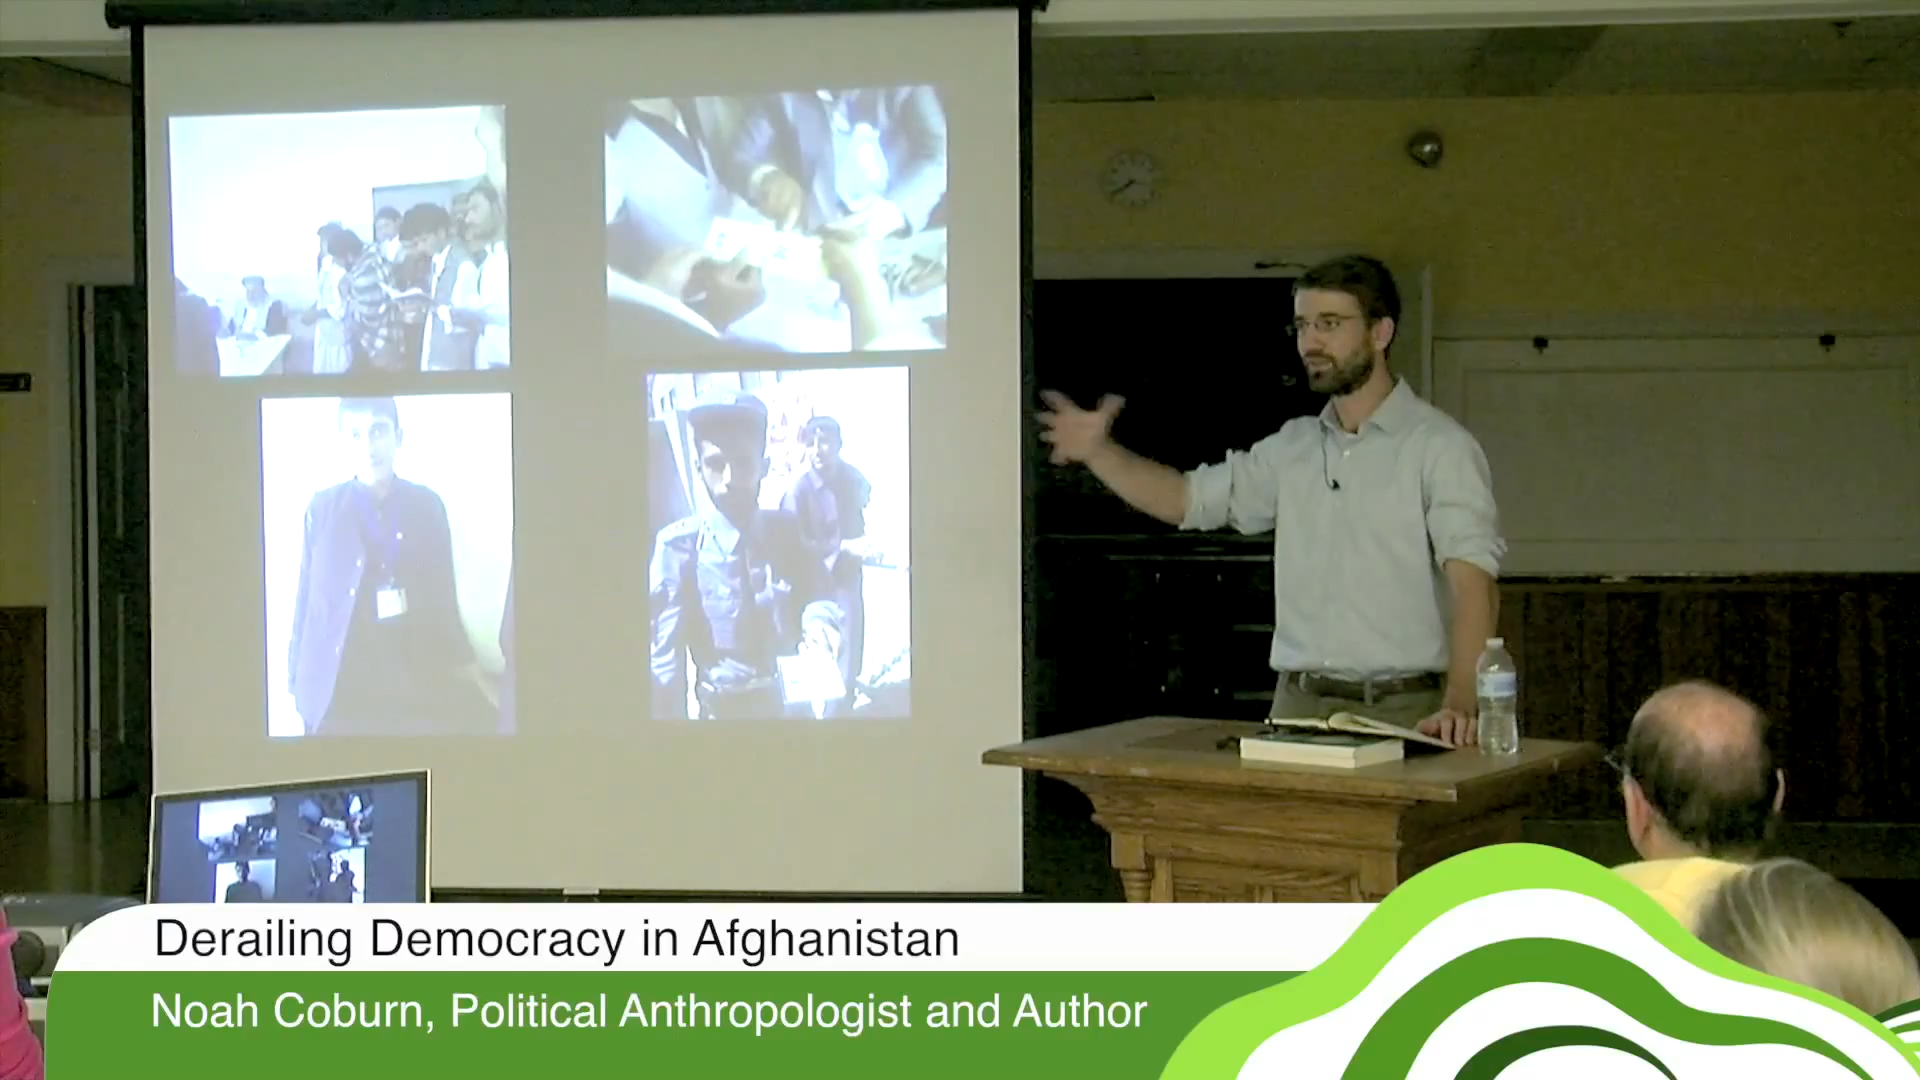 Derailing Democracy in Afghanistan
Noah Coburn, Political Anthropologist and Author